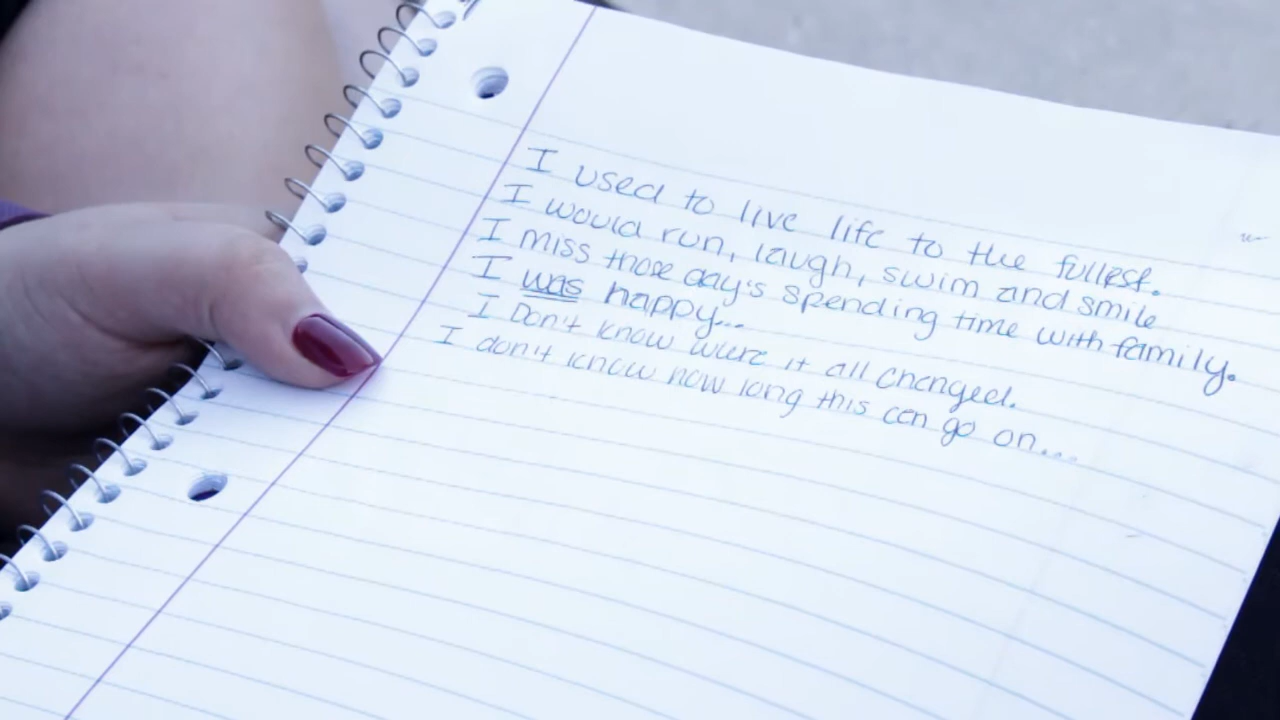 I used to live life to the fullest.
I would run, laugh, swim and smile
I miss those day's spending time with family.
I was happy...
I Don't know were it all changed.
I don't know how long this can go on...